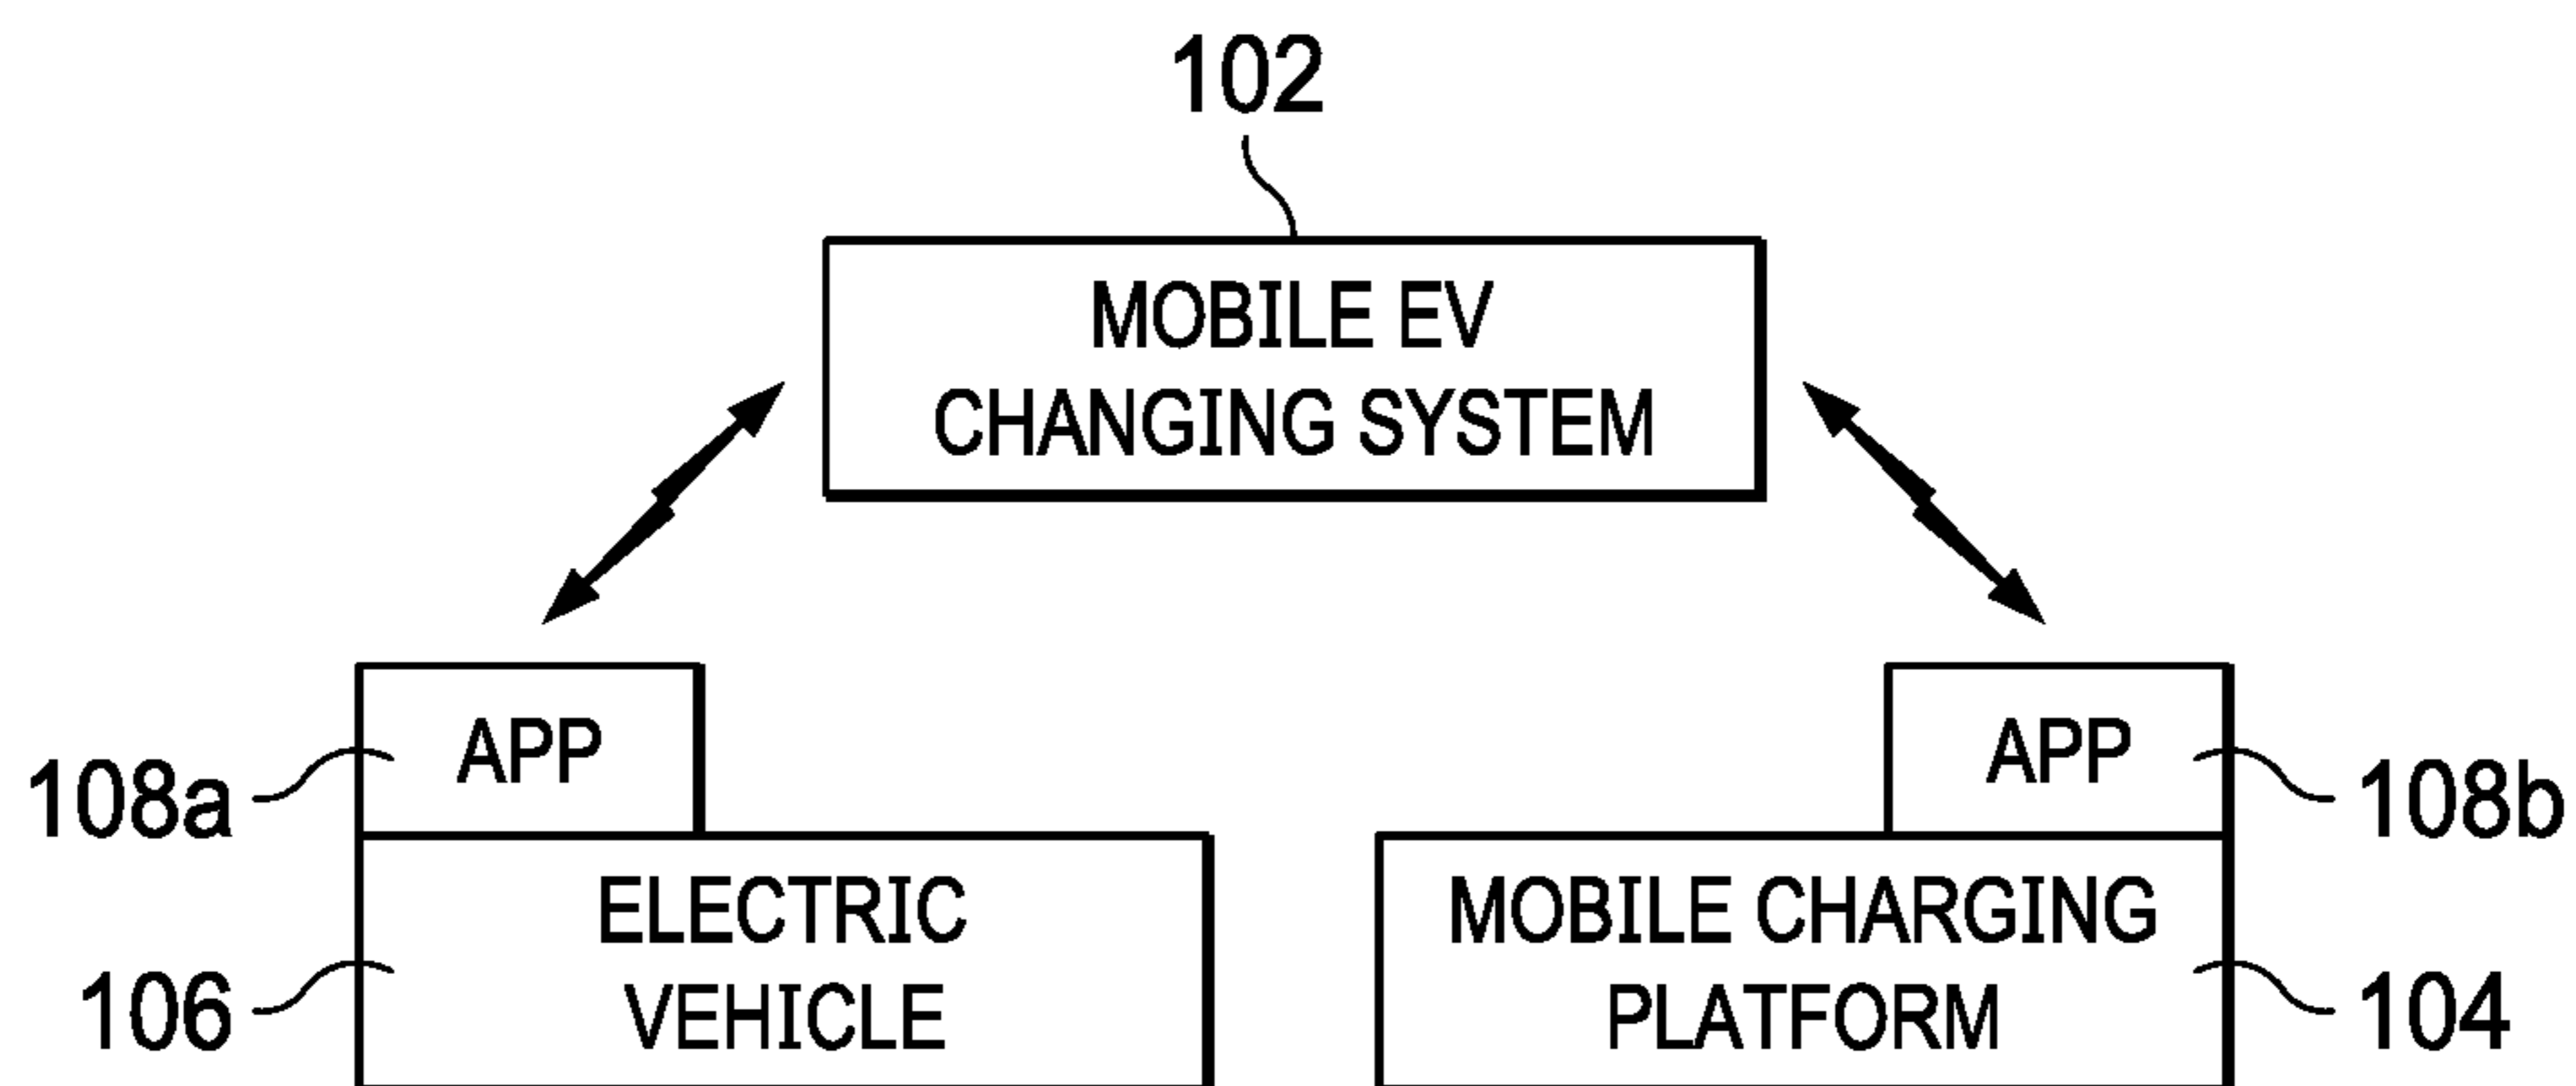 102
MOBILE EV
CHANGING SYSTEM
APP
APP
108a
108b
ELECTRIC
VEHICLE
MOBILE CHARGING
PLATFORM
106
104